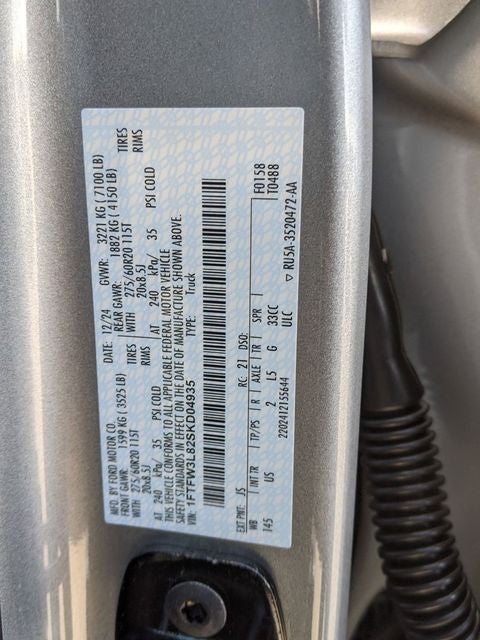 MFD. BY FORD MOTOR CO.
DATE: 12/24 GVWR: 3221 KG ( 7100 LB)
FRONT GAWR: 1599 KG ( 3525 LB) REAR GAWR: 1882 KG ( 4150 LB)
WITH 275/60R20 115T TIRES WITH 275/60R20 115T TIRES
20x8.5J RIMS 20x8.5J RIMS
AT 240 kPa/ 35 PSI COLD AT 240 kPa/ 35 PSI COLD
THIS VEHICLE CONFORMS TO ALL APPLICABLE FEDERAL MOTOR VEHICLE
SAFETY STANDARDS IN EFFECT ON THE DATE OF MANUFACTURE SHOWN ABOVE.
VIN: 1FTFW3L82SKD04935 TYPE: Truck
F0158
T0488
EXT PNT: JS RC: 21 DSO:
WB INT TR TP/PS R AXLE TR SPR
145 US 2 L5 G 33CC
ULC
2202412155644
▽ RU5A-3520472-AA